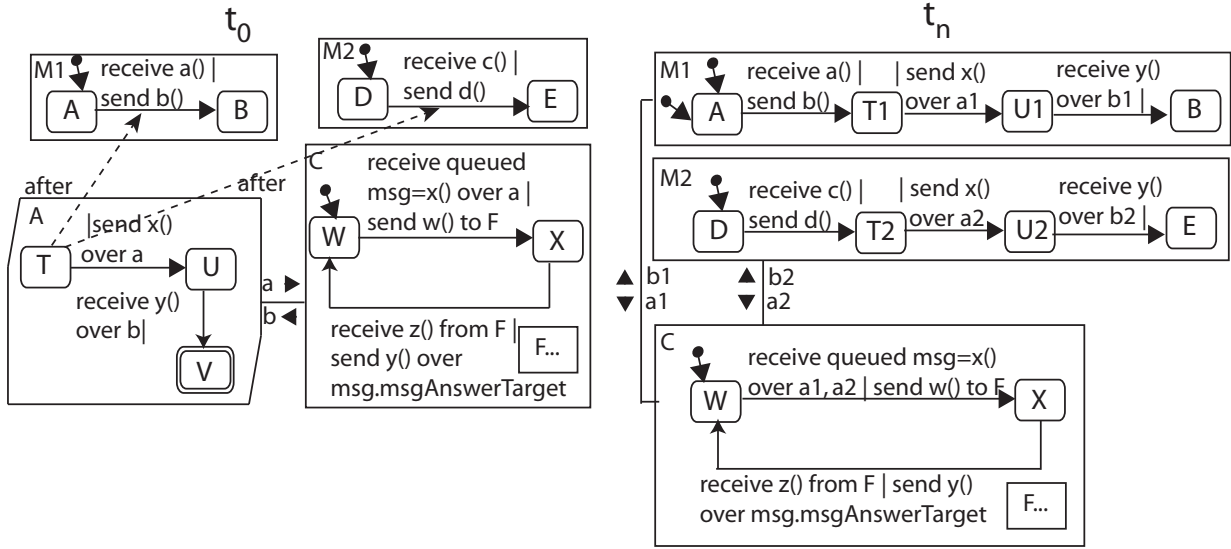 t0
tn
M1
receive a() |
send b()
A
B
M2
receive c() |
send d()
D
E
after
after
A
|send x()
over a
T
U
receive y()
over b|
V
a
b
C
receive queued
msg=x() over a |
send w() to F
W
X
receive z() from F |
send y() over
msg.msgAnswerTarget
F...
M1
receive a() |
send b()
| send x()
over a1
receive y()
over b1 |
A
T1
U1
B
M2
receive c() |
send d()
| send x()
over a2
receive y()
over b2 |
D
T2
U2
E
b1
a1
b2
a2
C
receive queued msg=x()
over a1, a2 | send w() to F
W
X
receive z() from F | send y()
over msg.msgAnswerTarget
F...